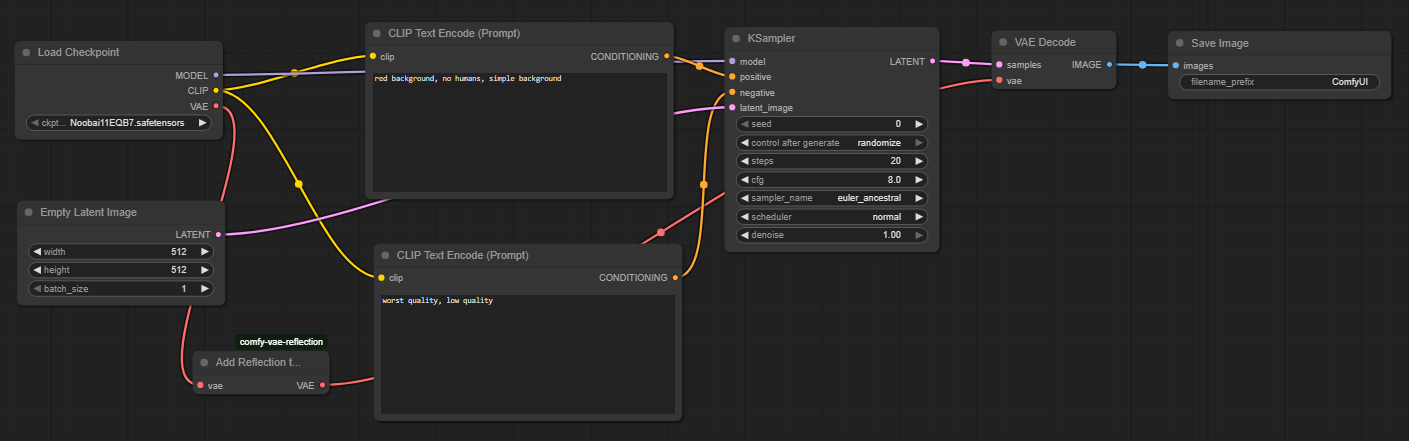 Load Checkpoint
MODEL
CLIP
VAE
ckpt... Noobai11EQB7.safetensors
Empty Latent Image
LATENT
width 512
height 512
batch_size 1
comfy-vae-reflection
Add Reflection t...
vae VAE
CLIP Text Encode (Prompt)
clip CONDITIONING
red background, no humans, simple background
CLIP Text Encode (Prompt)
clip CONDITIONING
worst quality, low quality
KSampler
model LATENT
positive
negative
latent_image
seed 0
control after generate randomize
steps 20
cfg 8.0
sampler_name euler_ancestral
scheduler normal
denoise 1.00
VAE Decode
samples IMAGE
vae
Save Image
images
filename_prefix ComfyUI